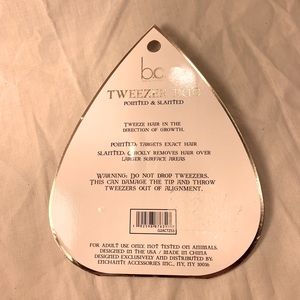 b.c.
TWEEZER DUO
POINTED & SLANTED
TWEEZE HAIR IN THE
DIRECTION OF GROWTH.
POINTED: TARGETS EXACT HAIR
SLANTED: QUICKLY REMOVES HAIR OVER
LARGER SURFACE AREAS
WARNING: DO NOT DROP TWEEZERS.
THIS CAN DAMAGE THE TIP AND THROW
TWEEZERS OUT OF ALIGNMENT.
FOR ADULT USE ONLY. NOT TESTED ON ANIMALS.
DESIGNED IN THE USA / MADE IN CHINA
DESIGNED EXCLUSIVELY AND DISTRIBUTED BY:
ENCHANTE ACCESSORIES INC., NY, NY 10016